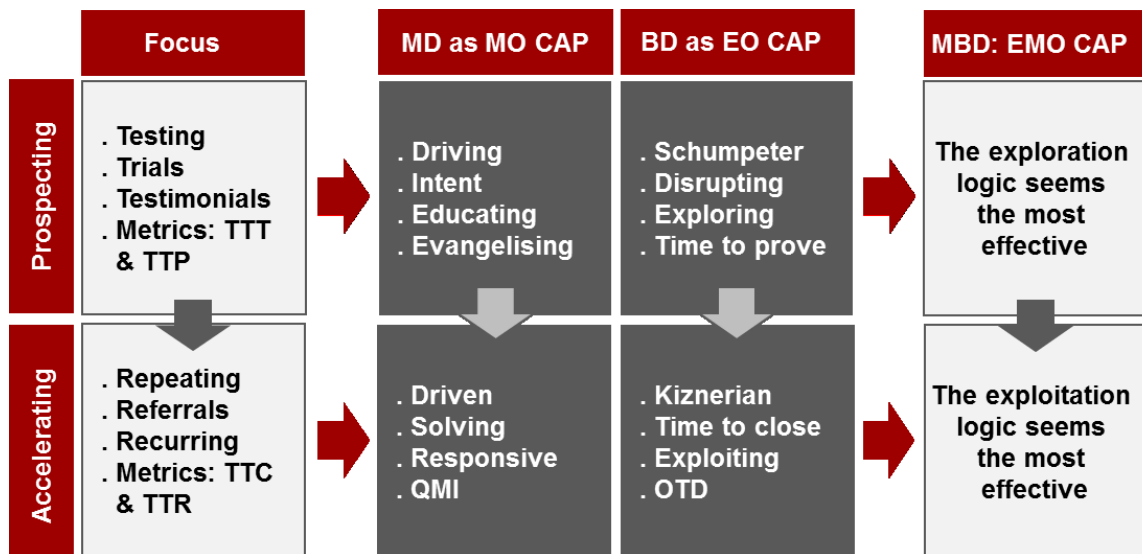 Focus
MD as MO CAP
BD as EO CAP
MBD: EMO CAP
Prospecting
. Testing
. Trials
. Testimonials
. Metrics: TTT
& TTP
. Driving
. Intent
. Educating
. Evangelising
. Schumpeter
. Disrupting
. Exploring
. Time to prove
The exploration
logic seems
the most
effective
Accelerating
. Repeating
. Referrals
. Recurring
. Metrics: TTC
& TTR
. Driven
. Solving
. Responsive
. QMI
. Kiznerian
. Time to close
. Exploiting
. OTD
The exploitation
logic seems
the most
effective